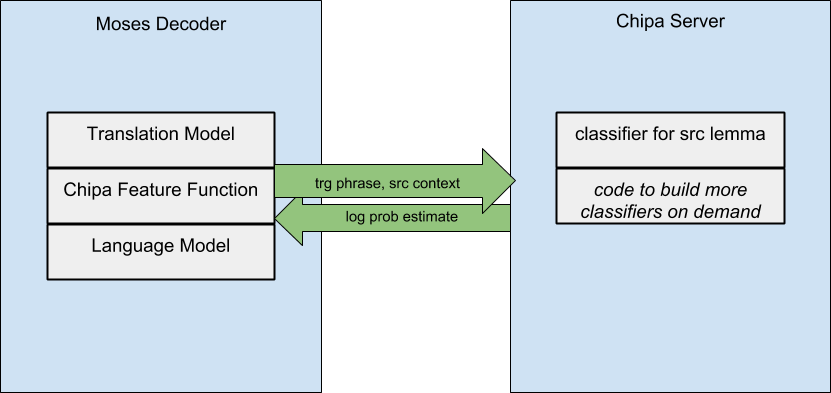 Moses Decoder
Chipa Server
Translation Model
Chipa Feature Function
Language Model
trg phrase, src context
log prob estimate
classifier for src lemma
code to build more
classifiers on demand